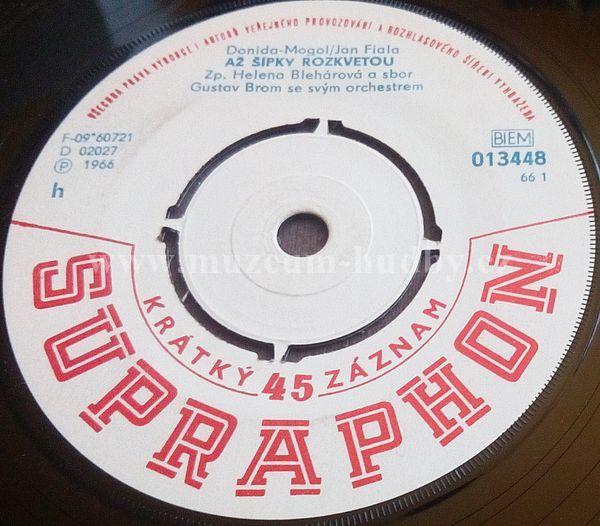 VŠECHNA PRÁVA VÝROBCE I AUTORŮ VEŘEJNÉHO PROVOZOVÁNÍ A ROZHLASOVÉHO ŠÍŘENÍ VYHRAZENA
Donida-Mogol/Jan Fiala
AŽ ŠÍPKY ROZKVETOU
Zp. Helena Blehárová a sbor
Gustav Brom se svým orchestrem
F-09*60721
D 02027
Ⓟ 1966
h
BIEM
013448
66 1
www.muzeum-hudby.cz
KRÁTKÝ 45 ZÁZNAM
SUPRAPHON